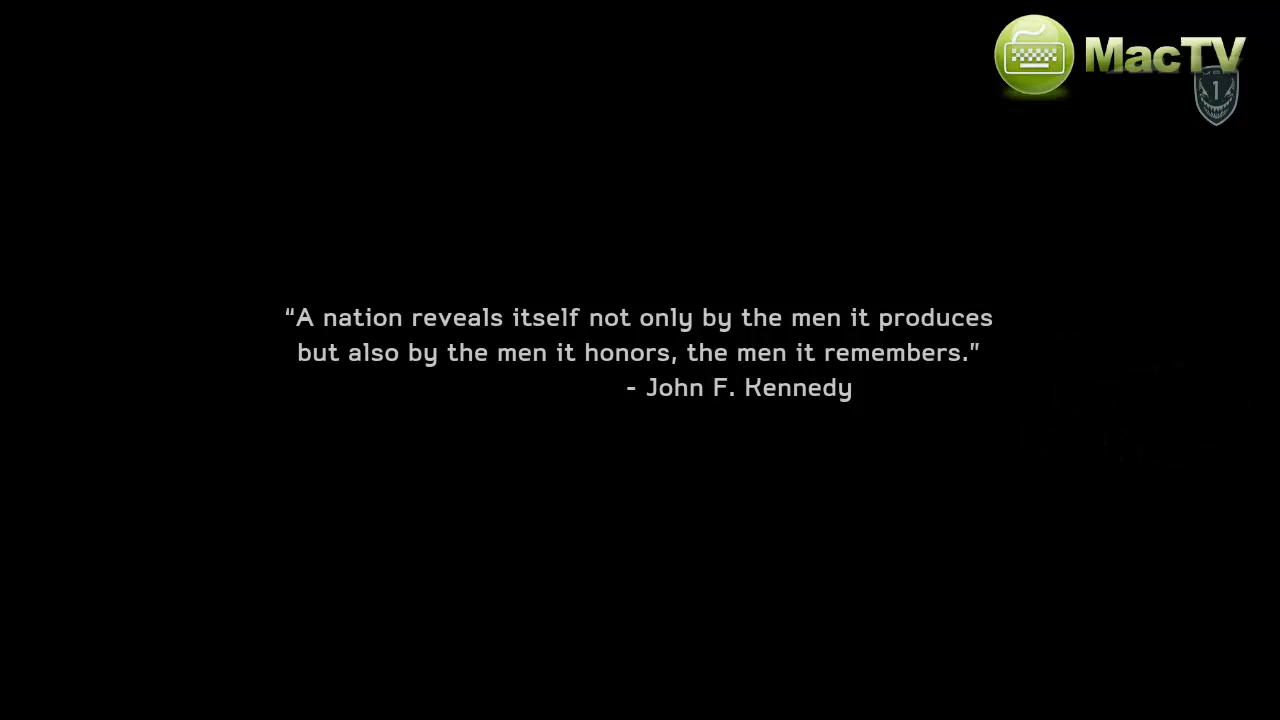 MacTV
1
“A nation reveals itself not only by the men it produces
but also by the men it honors, the men it remembers.”
- John F. Kennedy